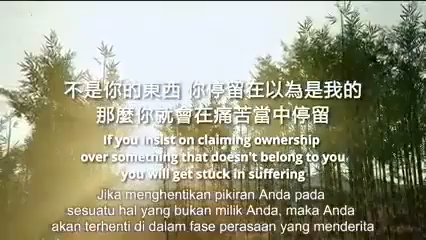 不是你的東西 你停留在以為是我的
那麼你就會在痛苦當中停留
If you insist on claiming ownership
over something that doesn't belong to you
you will get stuck in suffering
Jika menghentikan pikiran Anda pada
sesuatu hal yang bukan milik Anda, maka Anda
akan terhenti di dalam fase perasaan yang menderita